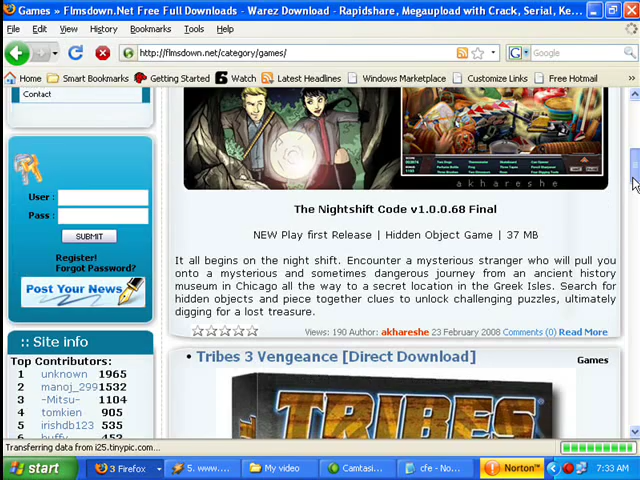 Games » Flmsdown.Net Free Full Downloads - Warez Download - Rapidshare, Megaupload with Crack, Serial, Ke...
File Edit View History Bookmarks Tools Help
http://flmsdown.net/category/games/
Google
Home Smart Bookmarks Getting Started Watch Latest Headlines Windows Marketplace Customize Links Free Hotmail
Contact
User :
Pass :
SUBMIT
Register!
Forgot Password?
Post Your News
:: Site info
Top Contributors:
1 unknown 1965
2 manoj_299 1532
3 -Mitsu- 1104
4 tomkien 905
5 irishdb123 535
6 buffy 453
akhareshe
The Nightshift Code v1.0.0.68 Final
NEW Play first Release | Hidden Object Game | 37 MB
It all begins on the night shift. Encounter a mysterious stranger who will pull you
onto a mysterious and sometimes dangerous journey from an ancient history
museum in Chicago all the way to a secret location in the Greek Isles. Search for
hidden objects and piece together clues to unlock challenging puzzles, ultimately
digging for a lost treasure.
Views: 190 Author: akhareshe 23 February 2008 Comments (0) Read More
• Tribes 3 Vengeance [Direct Download]
Games
TRIBES
Transferring data from i25.tinypic.com...
start 3 Firefox 5. www.... My video Camtasi... cfe - No... Norton™ 7:33 AM